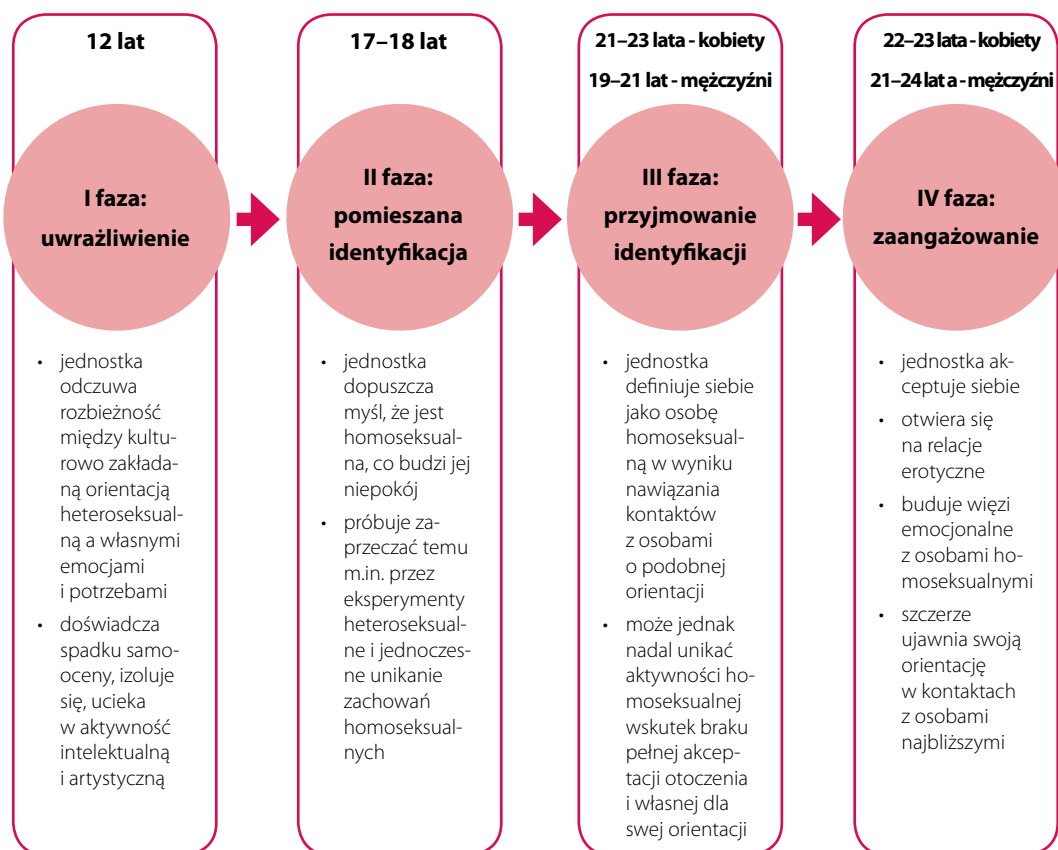 12 lat
I faza:
uwrażliwienie
• jednostka
odczuwa
rozbieżność
między kultu-
rowo zakłada-
ną orientacją
heteroseksual-
ną a własnymi
emocjami
i potrzebami
• doświadcza
spadku samo-
oceny, izoluje
się, ucieka
w aktywność
intelektualną
i artystyczną
17–18 lat
II faza:
pomieszana
identyfikacja
• jednostka
dopuszcza
myśl, że jest
homoseksual-
na, co budzi jej
niepokój
• próbuje za-
przeczać temu
m.in. przez
eksperymenty
heteroseksual-
ne i jednoczes-
ne unikanie
zachowań
homoseksual-
nych
21–23 lata - kobiety
19–21 lat - mężczyźni
III faza:
przyjmowanie
identyfikacji
• jednostka
definiuje siebie
jako osobę
homoseksual-
ną w wyniku
nawiązania
kontaktów
z osobami
o podobnej
orientacji
• może jednak
nadal unikać
aktywności ho-
moseksualnej
wskutek braku
pełnej akcep-
tacji otoczenia
i własnej dla
swej orientacji
22–23 lata - kobiety
21–24 lat a - mężczyźni
IV faza:
zaangażowanie
• jednostka ak-
ceptuje siebie
• otwiera się
na relacje
erotyczne
• buduje więzi
emocjonalne
z osobami ho-
moseksualnymi
• szczerze
ujawnia swoją
orientację
w kontaktach
z osobami
najbliższymi